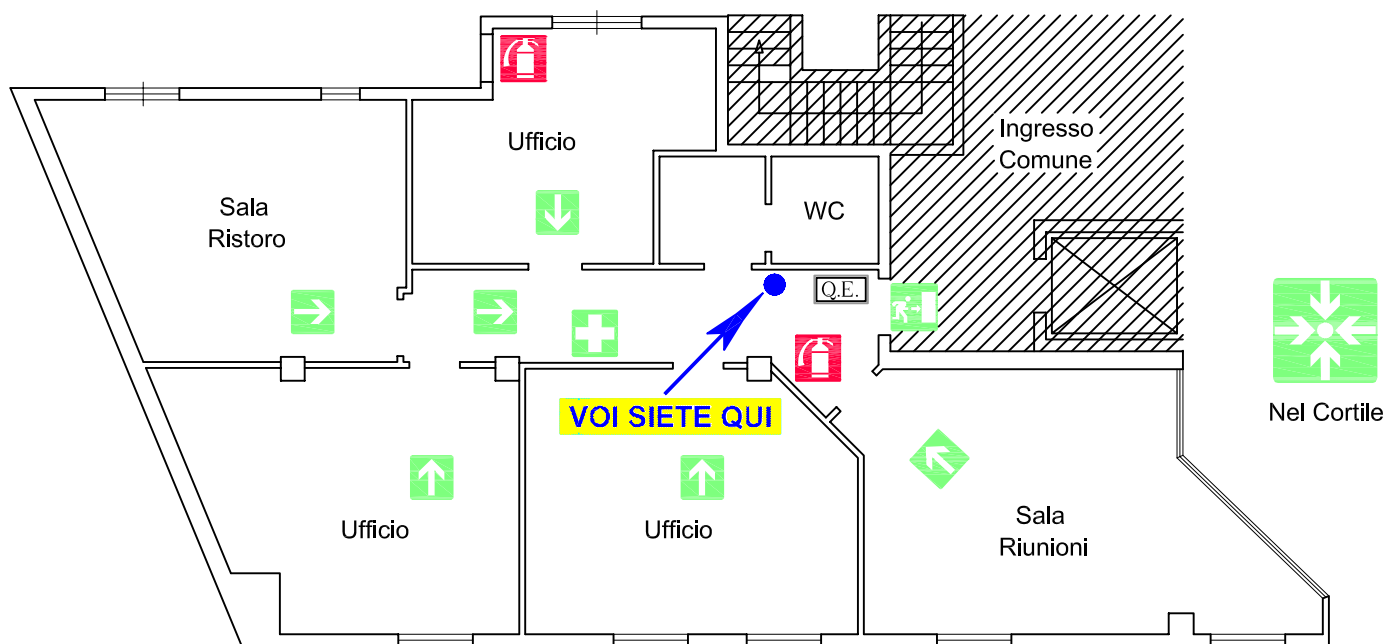 Ufficio
Ingresso
Comune
Sala
Ristoro
WC
Q.E.
VOI SIETE QUI
Nel Cortile
Ufficio
Ufficio
Sala
Riunioni